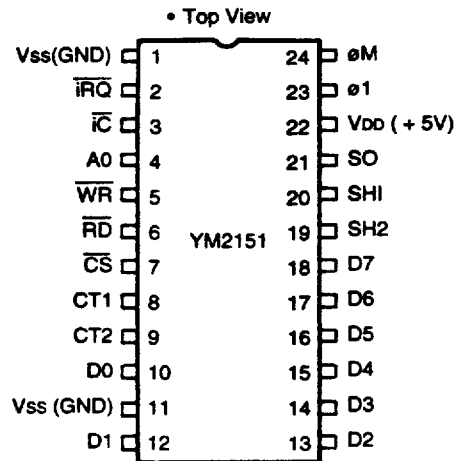 • Top View
Vss(GND) 1 24 øM
iRQ 2 23 ø1
iC 3 22 VDD ( + 5V)
A0 4 21 SO
WR 5 20 SHI
RD 6 19 SH2
CS 7 18 D7
YM2151
CT1 8 17 D6
CT2 9 16 D5
D0 10 15 D4
Vss (GND) 11 14 D3
D1 12 13 D2